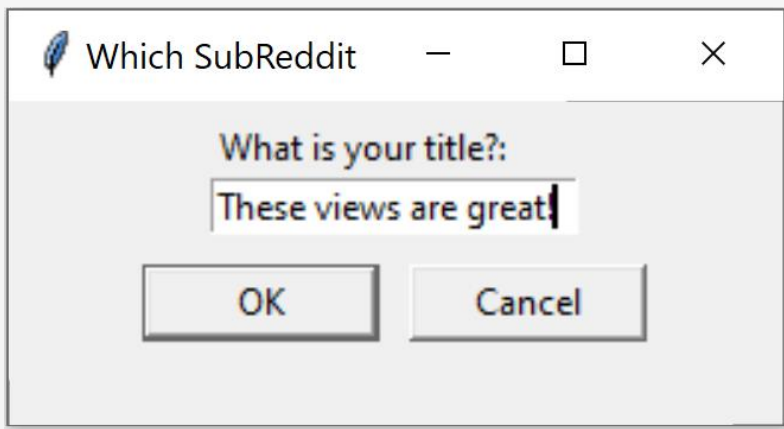 Which SubReddit
What is your title?:
These views are great!
OK Cancel